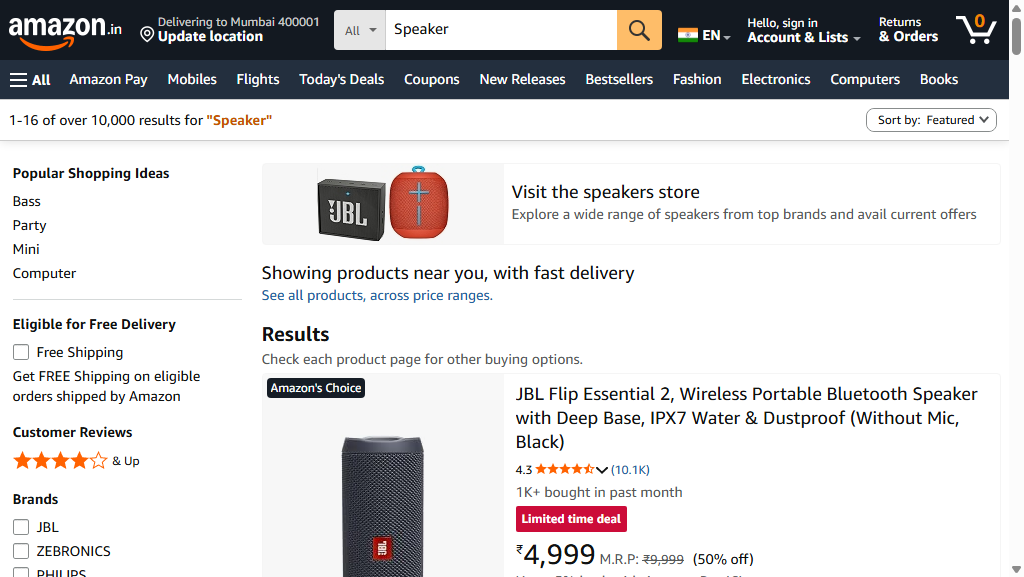 amazon.in
Delivering to Mumbai 400001
Update location
All
Speaker
EN
Hello, sign in
Account & Lists
Returns
& Orders
0
All
Amazon Pay
Mobiles
Flights
Today's Deals
Coupons
New Releases
Bestsellers
Fashion
Electronics
Computers
Books
1-16 of over 10,000 results for "Speaker"
Sort by: Featured
Popular Shopping Ideas
Bass
Party
Mini
Computer
Eligible for Free Delivery
Free Shipping
Get FREE Shipping on eligible
orders shipped by Amazon
Customer Reviews
& Up
Brands
JBL
ZEBRONICS
PHILIPS
JBL
Visit the speakers store
Explore a wide range of speakers from top brands and avail current offers
Showing products near you, with fast delivery
See all products, across price ranges.
Results
Check each product page for other buying options.
Amazon's Choice
JBL
JBL Flip Essential 2, Wireless Portable Bluetooth Speaker
with Deep Base, IPX7 Water & Dustproof (Without Mic,
Black)
4.3 (10.1K)
1K+ bought in past month
Limited time deal
₹4,999 M.R.P: ₹9,999 (50% off)